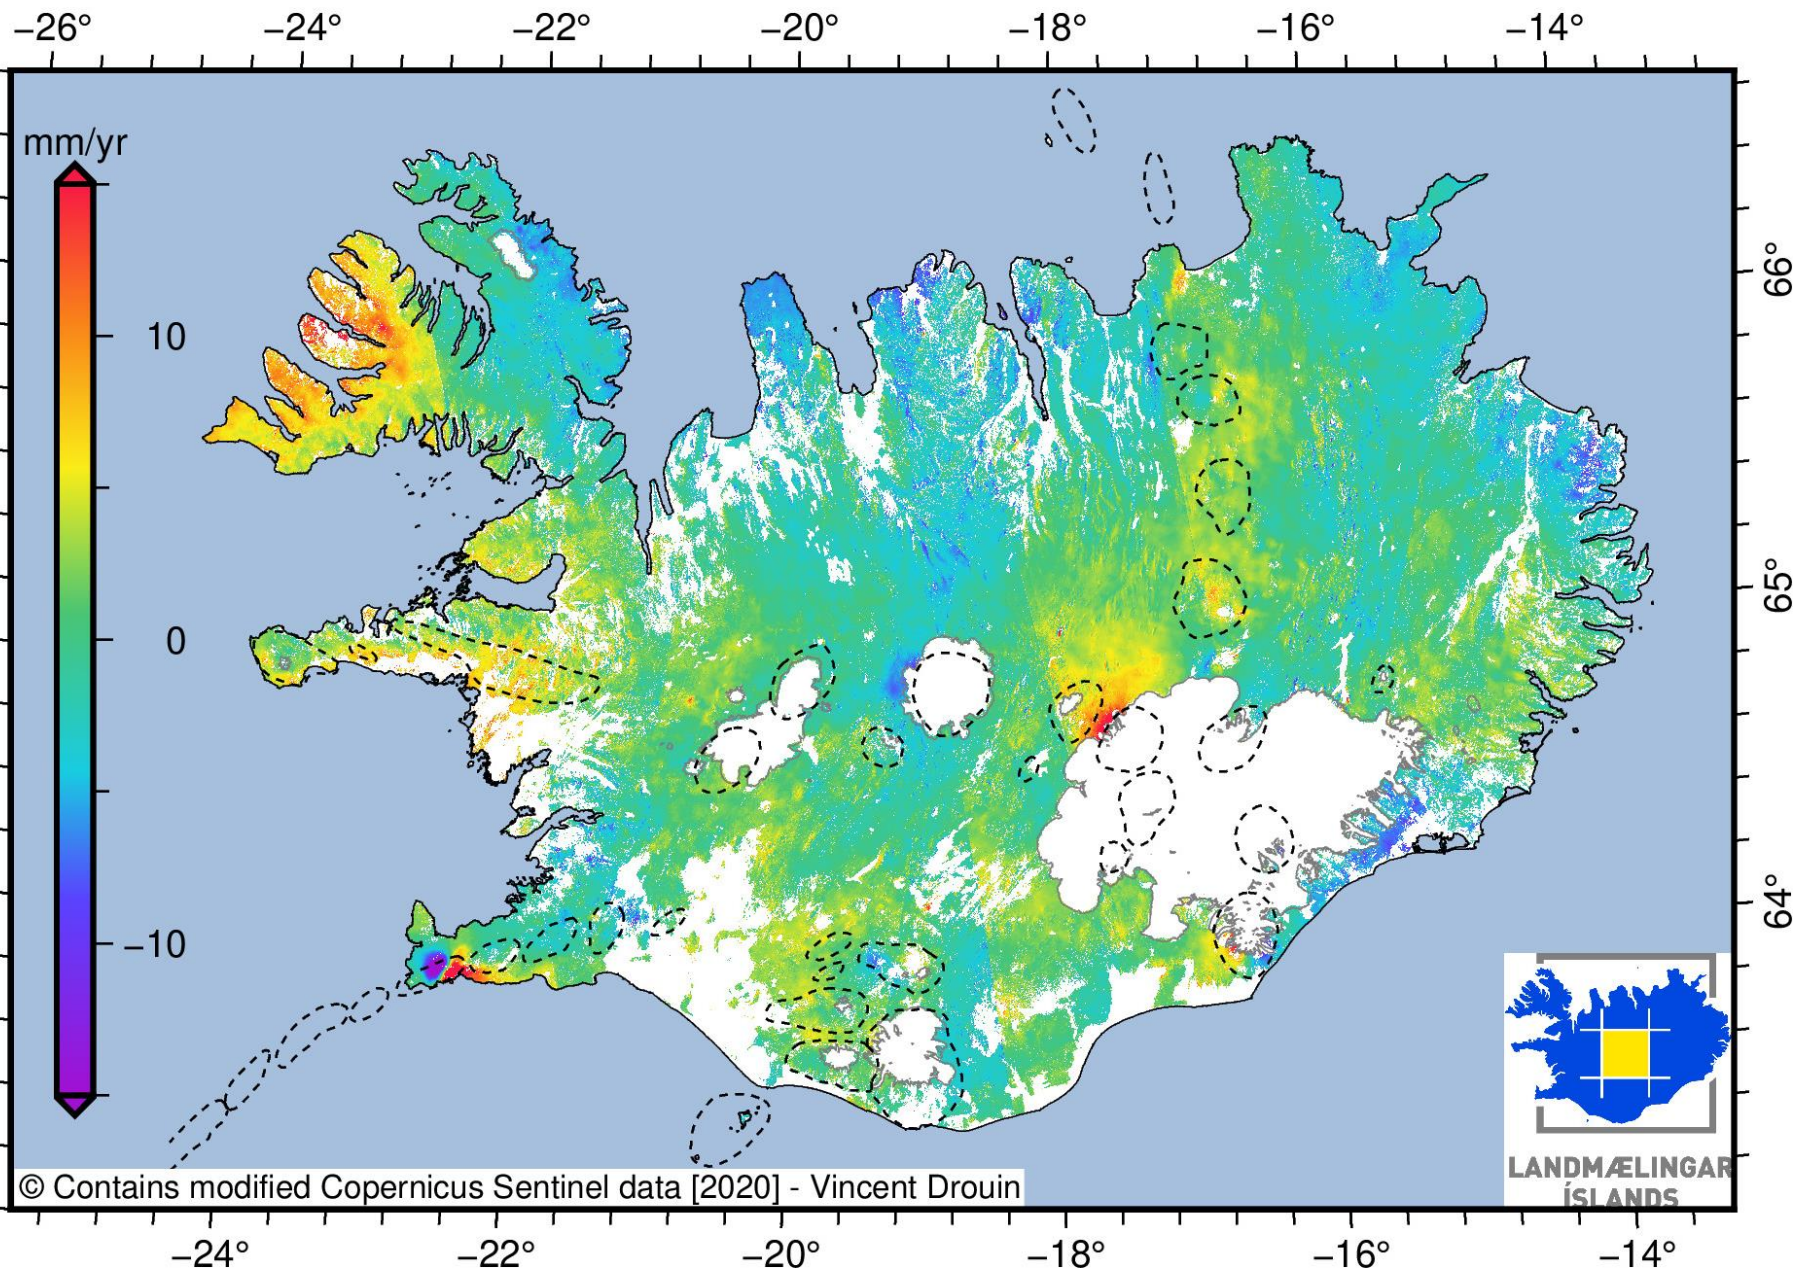 −26° −24° −22° −20° −18° −16° −14°
mm/yr
66°
10
65°
0
64°
−10
© Contains modified Copernicus Sentinel data [2020] - Vincent Drouin
LANDMÆLINGAR
ÍSLANDS
−24° −22° −20° −18° −16° −14°